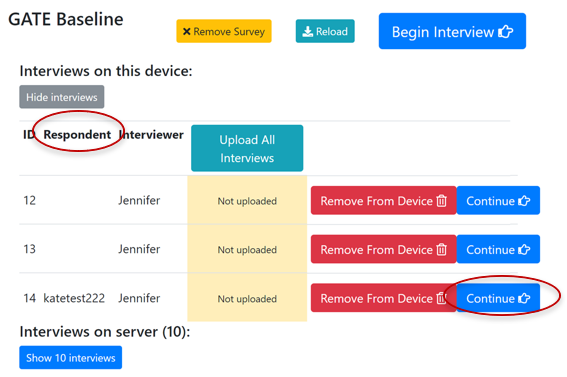 GATE Baseline
Remove Survey
Reload
Begin Interview
Interviews on this device:
Hide interviews
ID Respondent Interviewer
Upload All
Interviews
12 Jennifer Not uploaded Remove From Device Continue
13 Jennifer Not uploaded Remove From Device Continue
14 katetest222 Jennifer Not uploaded Remove From Device Continue
Interviews on server (10):
Show 10 interviews